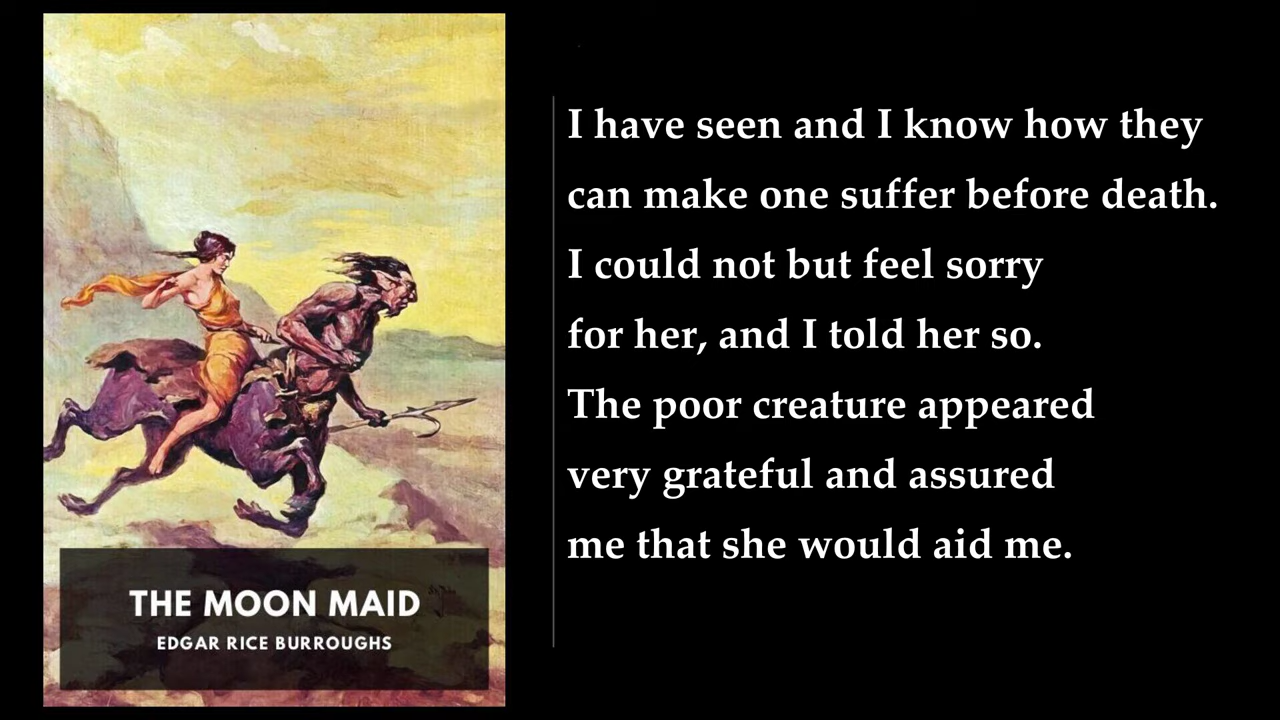 I have seen and I know how they
can make one suffer before death.
I could not but feel sorry
for her, and I told her so.
The poor creature appeared
very grateful and assured
me that she would aid me.
THE MOON MAID
EDGAR RICE BURROUGHS